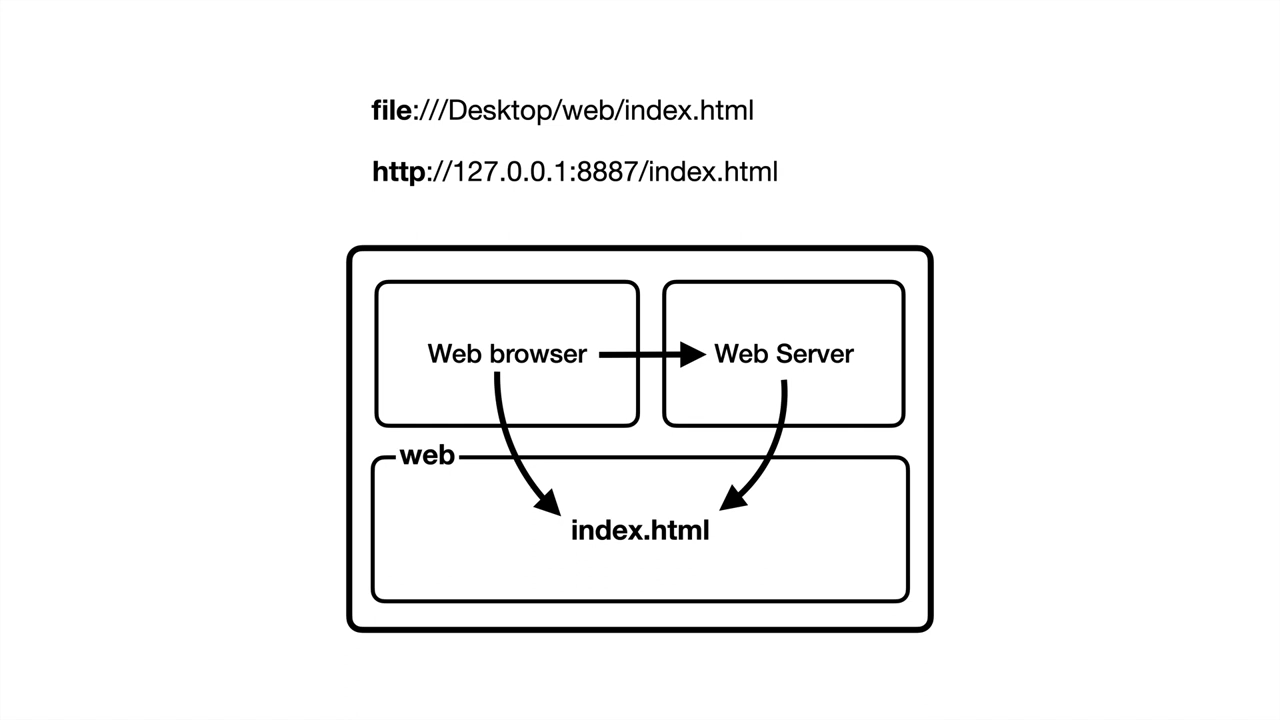 file:///Desktop/web/index.html
http://127.0.0.1:8887/index.html
Web browser
Web Server
web
index.html